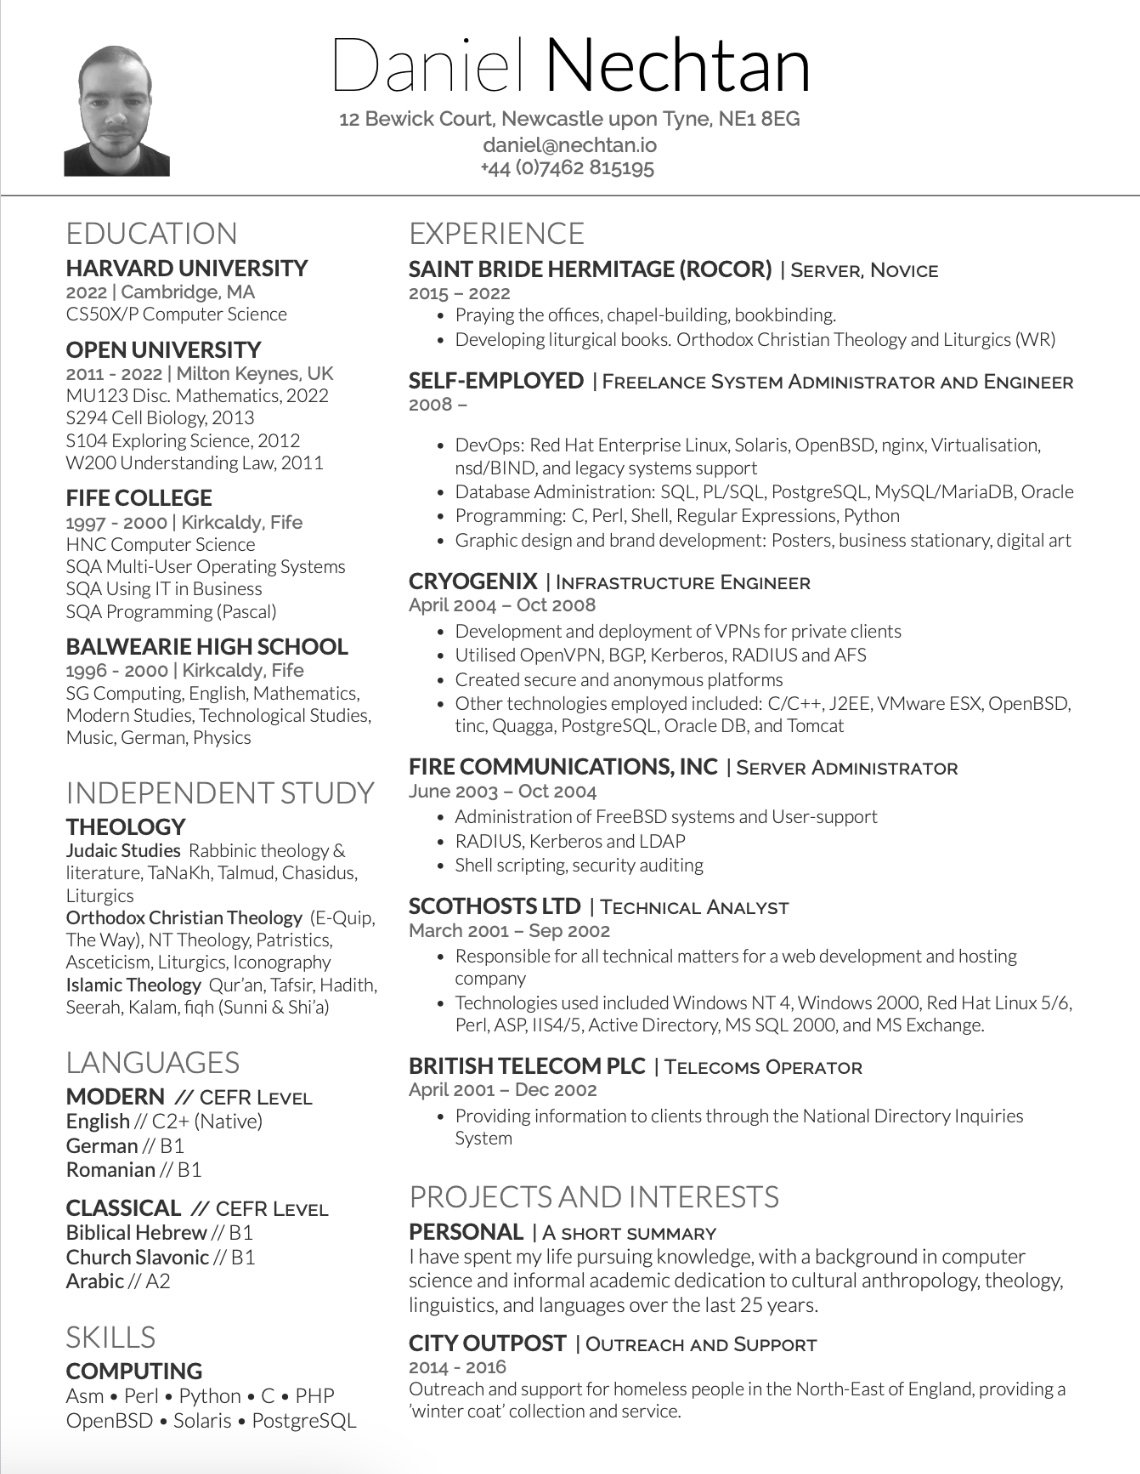 Daniel Nechtan
12 Bewick Court, Newcastle upon Tyne, NE1 8EG
daniel@nechtan.io
+44 (0)7462 815195
EDUCATION
HARVARD UNIVERSITY
2022 | Cambridge, MA
CS50X/P Computer Science
OPEN UNIVERSITY
2011 - 2022 | Milton Keynes, UK
MU123 Disc. Mathematics, 2022
S294 Cell Biology, 2013
S104 Exploring Science, 2012
W200 Understanding Law, 2011
FIFE COLLEGE
1997 - 2000 | Kirkcaldy, Fife
HNC Computer Science
SQA Multi-User Operating Systems
SQA Using IT in Business
SQA Programming (Pascal)
BALWEARIE HIGH SCHOOL
1996 - 2000 | Kirkcaldy, Fife
SG Computing, English, Mathematics,
Modern Studies, Technological Studies,
Music, German, Physics
INDEPENDENT STUDY
THEOLOGY
Judaic Studies Rabbinic theology &
literature, TaNaKh, Talmud, Chasidus,
Liturgics
Orthodox Christian Theology (E-Quip,
The Way), NT Theology, Patristics,
Asceticism, Liturgics, Iconography
Islamic Theology Qur'an, Tafsir, Hadith,
Seerah, Kalam, fiqh (Sunni & Shi'a)
LANGUAGES
MODERN // CEFR Level
English // C2+ (Native)
German // B1
Romanian // B1
CLASSICAL // CEFR Level
Biblical Hebrew // B1
Church Slavonic // B1
Arabic // A2
SKILLS
COMPUTING
Asm • Perl • Python • C • PHP
OpenBSD • Solaris • PostgreSQL
EXPERIENCE
SAINT BRIDE HERMITAGE (ROCOR) | Server, Novice
2015 – 2022
• Praying the offices, chapel-building, bookbinding.
• Developing liturgical books. Orthodox Christian Theology and Liturgics (WR)
SELF-EMPLOYED | Freelance System Administrator and Engineer
2008 –
• DevOps: Red Hat Enterprise Linux, Solaris, OpenBSD, nginx, Virtualisation,
nsd/BIND, and legacy systems support
• Database Administration: SQL, PL/SQL, PostgreSQL, MySQL/MariaDB, Oracle
• Programming: C, Perl, Shell, Regular Expressions, Python
• Graphic design and brand development: Posters, business stationary, digital art
CRYOGENIX | Infrastructure Engineer
April 2004 – Oct 2008
• Development and deployment of VPNs for private clients
• Utilised OpenVPN, BGP, Kerberos, RADIUS and AFS
• Created secure and anonymous platforms
• Other technologies employed included: C/C++, J2EE, VMware ESX, OpenBSD,
tinc, Quagga, PostgreSQL, Oracle DB, and Tomcat
FIRE COMMUNICATIONS, INC | Server Administrator
June 2003 – Oct 2004
• Administration of FreeBSD systems and User-support
• RADIUS, Kerberos and LDAP
• Shell scripting, security auditing
SCOTHOSTS LTD | Technical Analyst
March 2001 – Sep 2002
• Responsible for all technical matters for a web development and hosting
company
• Technologies used included Windows NT 4, Windows 2000, Red Hat Linux 5/6,
Perl, ASP, IIS4/5, Active Directory, MS SQL 2000, and MS Exchange.
BRITISH TELECOM PLC | Telecoms Operator
April 2001 – Dec 2002
• Providing information to clients through the National Directory Inquiries
System
PROJECTS AND INTERESTS
PERSONAL | A short summary
I have spent my life pursuing knowledge, with a background in computer
science and informal academic dedication to cultural anthropology, theology,
linguistics, and languages over the last 25 years.
CITY OUTPOST | Outreach and Support
2014 - 2016
Outreach and support for homeless people in the North-East of England, providing a
'winter coat' collection and service.